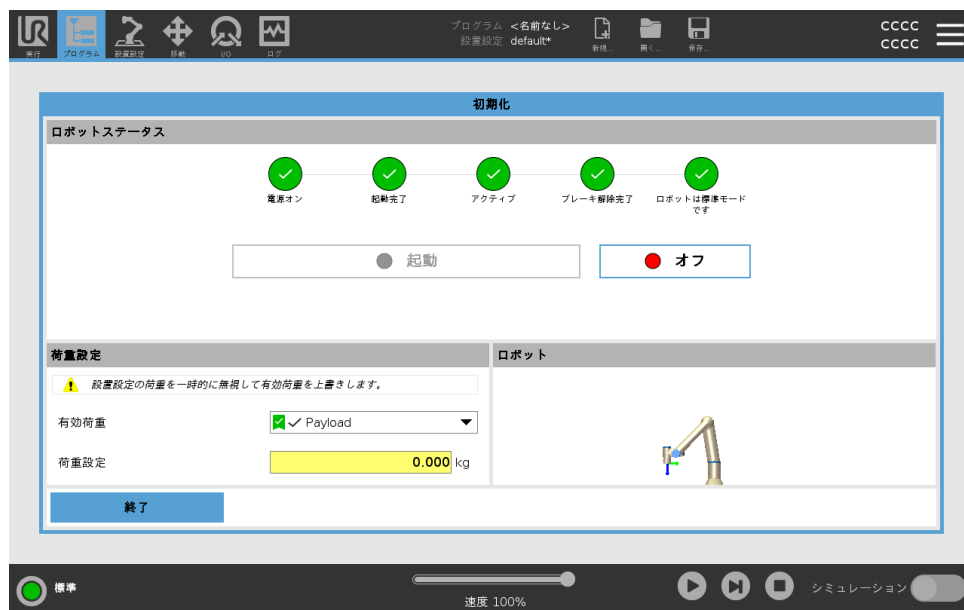 プログラム <名前なし>
設置設定 default*
cccc
cccc
実行
プログラム
設置設定
移動
I/O
ログ
新規...
開く...
保存...
初期化
ロボットステータス
電源オン
起動完了
アクティブ
ブレーキ解除完了
ロボットは標準モード
です
起動
オフ
荷重設定
ロボット
設置設定の荷重を一時的に無視して有効荷重を上書きします。
有効荷重
Payload
荷重設定
0.000 kg
終了
標準
速度 100%
シミュレーション